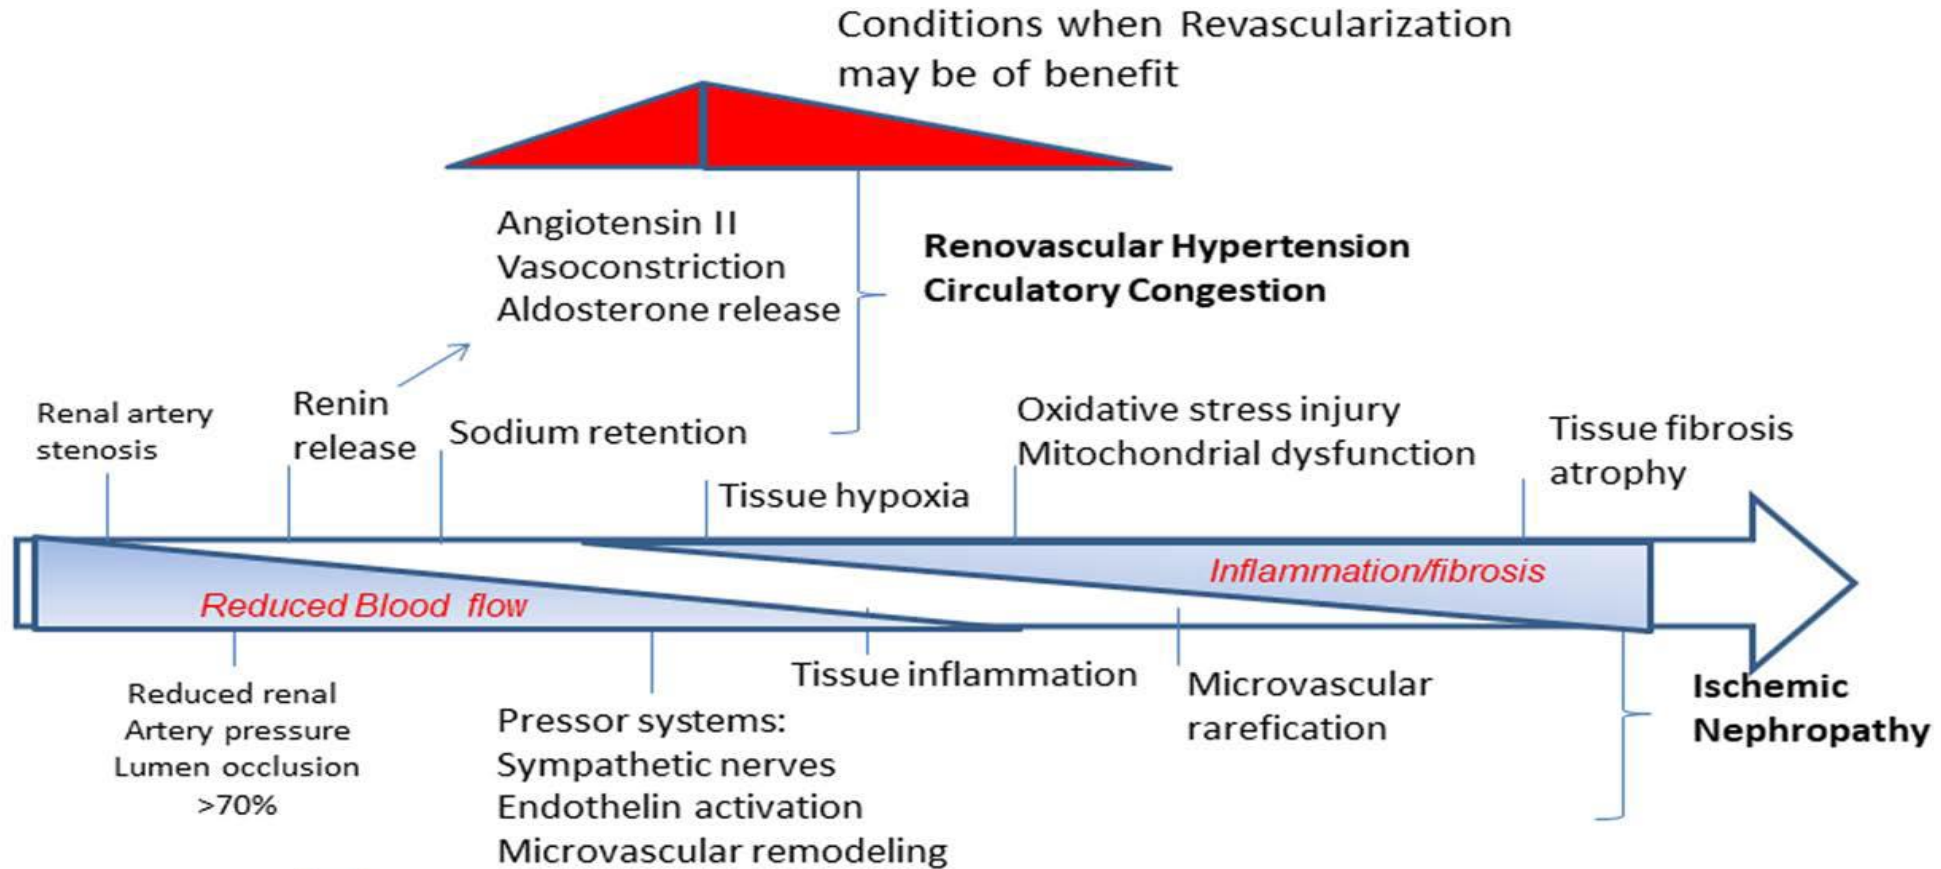 Conditions when Revascularization
may be of benefit
Angiotensin II
Vasoconstriction
Aldosterone release
Renovascular Hypertension
Circulatory Congestion
Renal artery
stenosis
Renin
release
Sodium retention
Tissue hypoxia
Oxidative stress injury
Mitochondrial dysfunction
Tissue fibrosis
atrophy
Reduced Blood flow
Inflammation/fibrosis
Reduced renal
Artery pressure
Lumen occlusion
>70%
Pressor systems:
Sympathetic nerves
Endothelin activation
Microvascular remodeling
Tissue inflammation
Microvascular
rarefication
Ischemic
Nephropathy